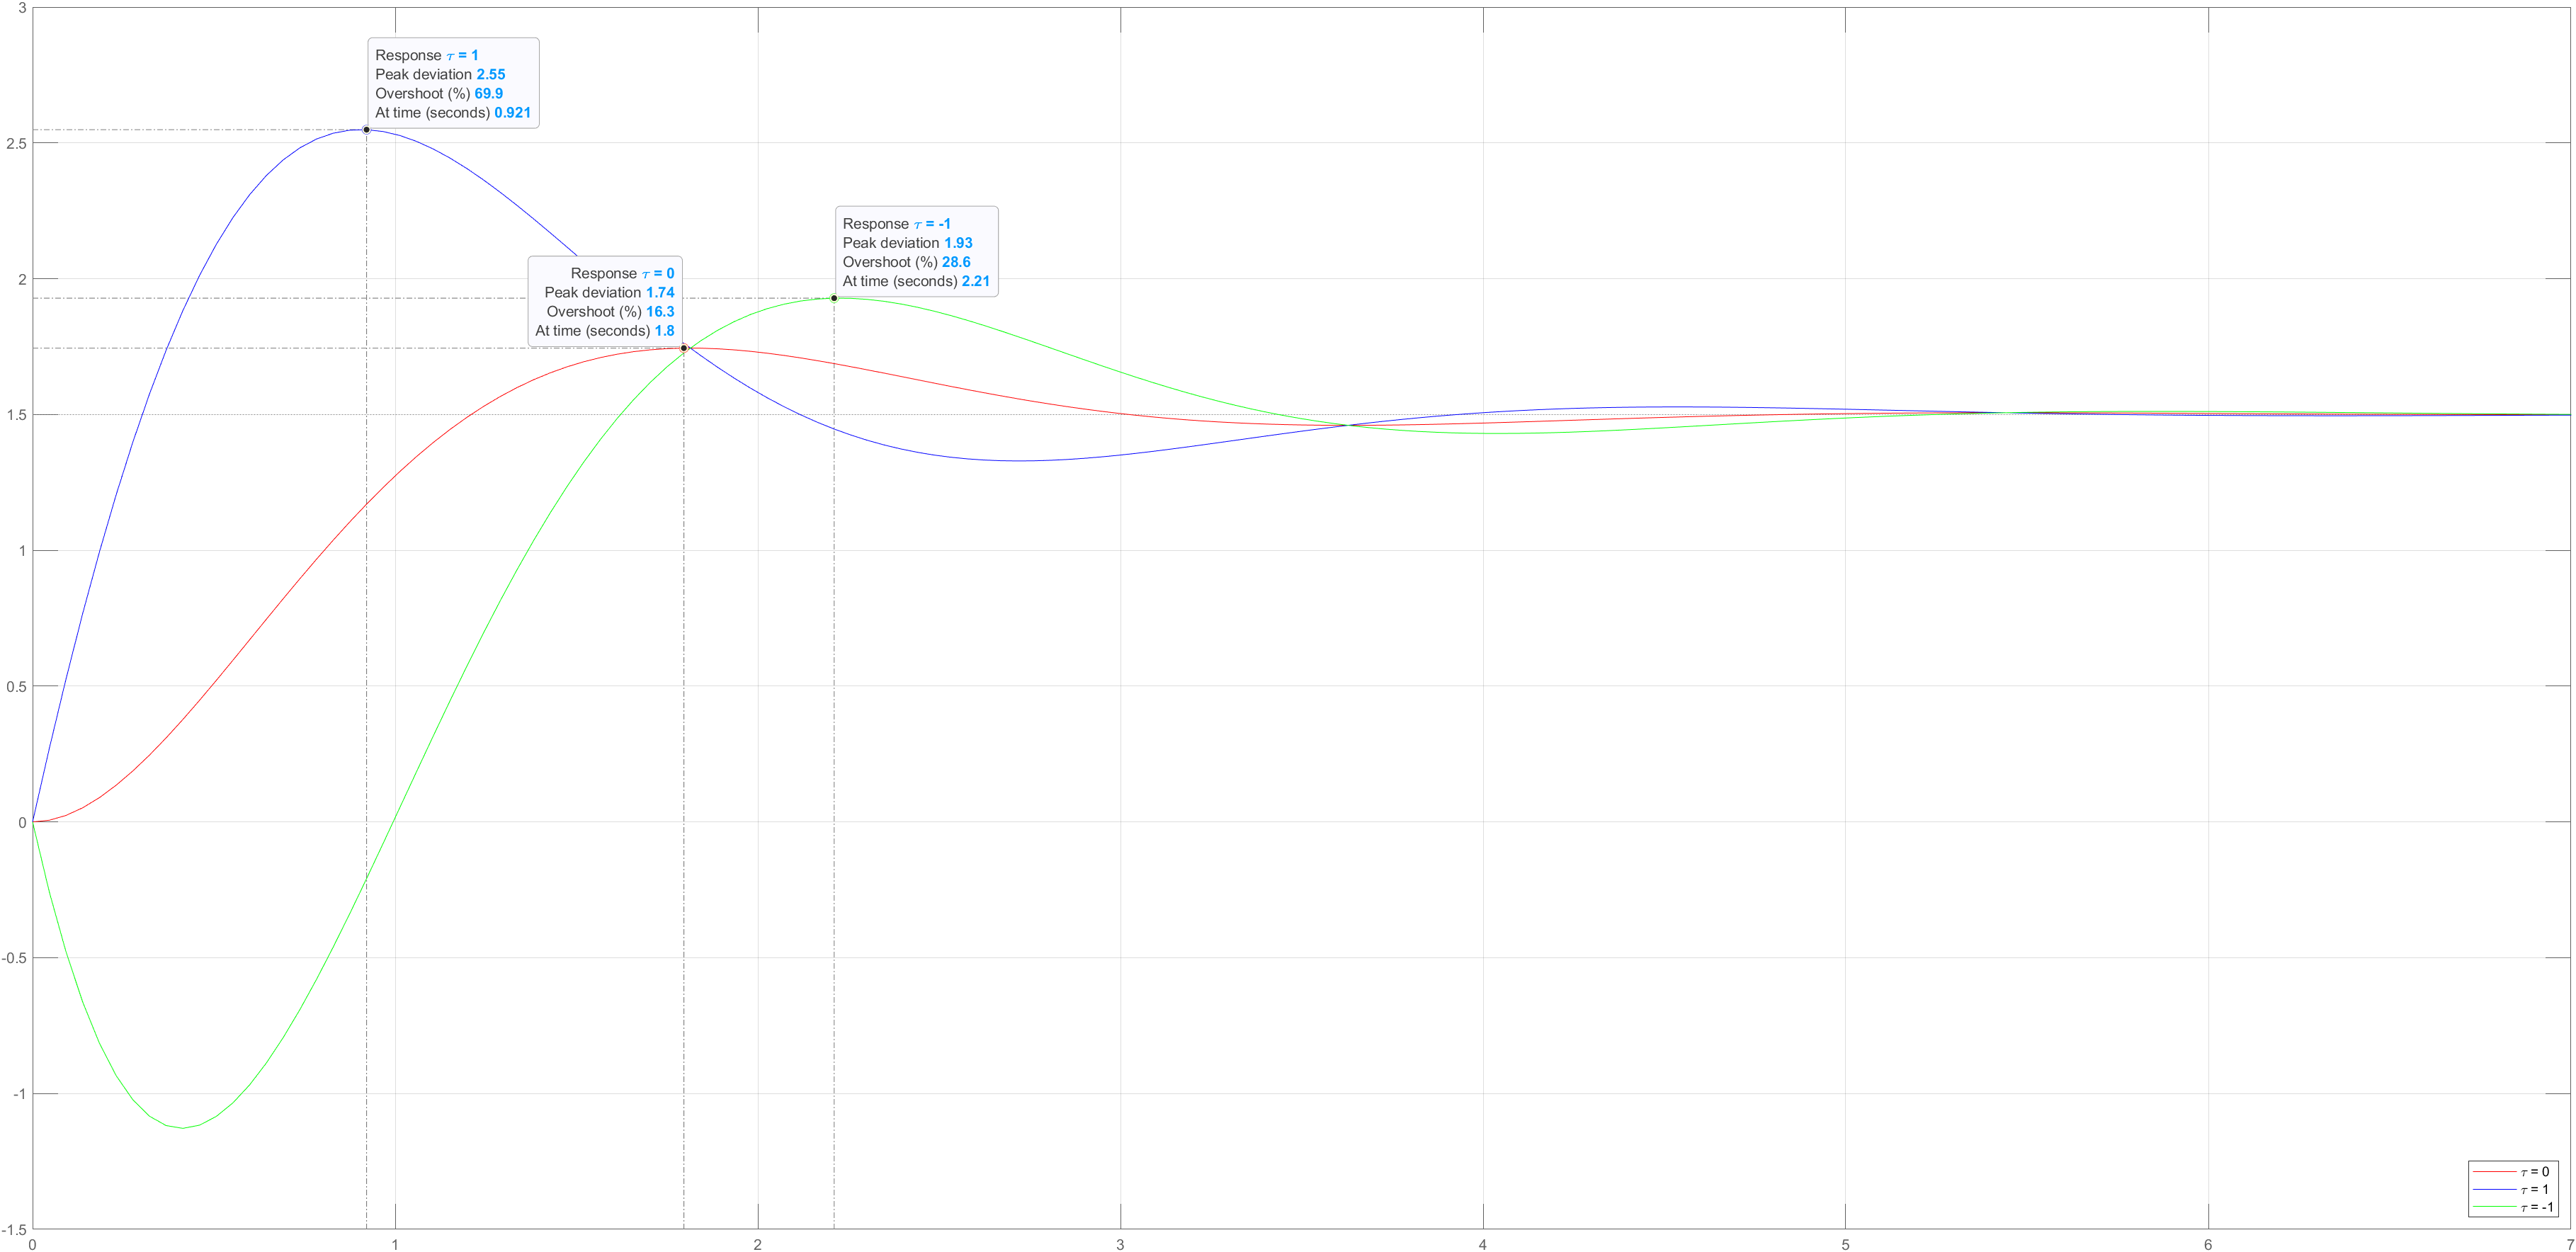 3
Response τ = 1
Peak deviation 2.55
Overshoot (%) 69.9
At time (seconds) 0.921
2.5
Response τ = -1
Peak deviation 1.93
Overshoot (%) 28.6
At time (seconds) 2.21
Response τ = 0
Peak deviation 1.74
Overshoot (%) 16.3
At time (seconds) 1.8
2
1.5
1
0.5
0
-0.5
-1
τ = 0
τ = 1
τ = -1
-1.5
0 1 2 3 4 5 6 7